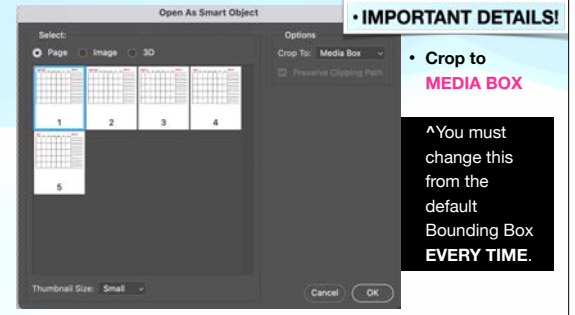 Open As Smart Object
• IMPORTANT DETAILS!
Select:
Page Image 3D
1 2 3 4
5
Thumbnail Size: Small
Options
Crop To: Media Box
Preserve Clipping Path
Cancel OK
• Crop to
MEDIA BOX
^You must
change this
from the
default
Bounding Box
EVERY TIME.